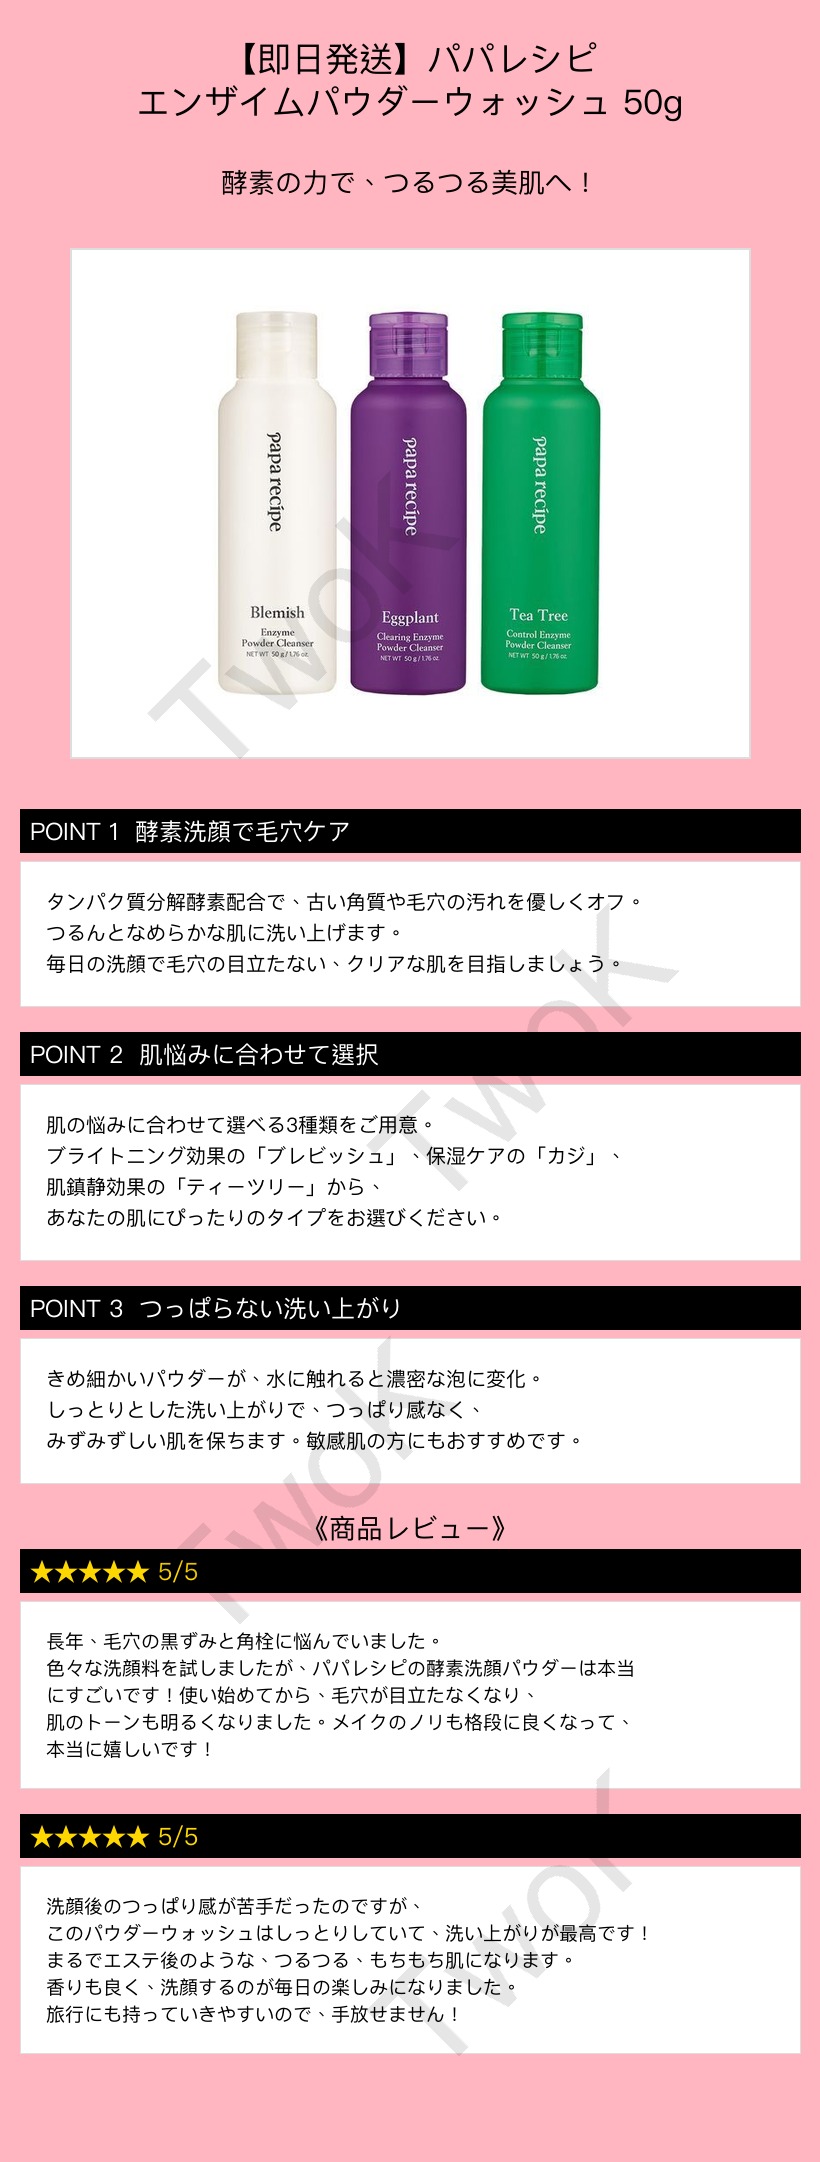 【即日発送】パパレシピ
エンザイムパウダーウォッシュ 50g
酵素の力で、つるつる美肌へ！
papa recipe
Blemish
Enzyme
Powder Cleanser
NET WT 50 g / 1.76 oz.
papa recipe
Eggplant
Clearing Enzyme
Powder Cleanser
NET WT 50 g / 1.76 oz.
papa recipe
Tea Tree
Control Enzyme
Powder Cleanser
NET WT 50 g / 1.76 oz.
TwoK
POINT 1 酵素洗顔で毛穴ケア
タンパク質分解酵素配合で、古い角質や毛穴の汚れを優しくオフ。
つるんとなめらかな肌に洗い上げます。
毎日の洗顔で毛穴の目立たない、クリアな肌を目指しましょう。
TwoK
POINT 2 肌悩みに合わせて選択
肌の悩みに合わせて選べる3種類をご用意。
ブライトニング効果の「ブレビッシュ」、保湿ケアの「カジ」、
肌鎮静効果の「ティーツリー」から、
あなたの肌にぴったりのタイプをお選びください。
POINT 3 つっぱらない洗い上がり
きめ細かいパウダーが、水に触れると濃密な泡に変化。
しっとりとした洗い上がりで、つっぱり感なく、
みずみずしい肌を保ちます。敏感肌の方にもおすすめです。
TwoK
《商品レビュー》
★★★★★ 5/5
長年、毛穴の黒ずみと角栓に悩んでいました。
色々な洗顔料を試しましたが、パパレシピの酵素洗顔パウダーは本当
にすごいです！使い始めてから、毛穴が目立たなくなり、
肌のトーンも明るくなりました。メイクのノリも格段に良くなって、
本当に嬉しいです！
★★★★★ 5/5
洗顔後のつっぱり感が苦手だったのですが、
このパウダーウォッシュはしっとりしていて、洗い上がりが最高です！
まるでエステ後のような、つるつる、もちもち肌になります。
香りも良く、洗顔するのが毎日の楽しみになりました。
旅行にも持っていきやすいので、手放せません！
TwoK